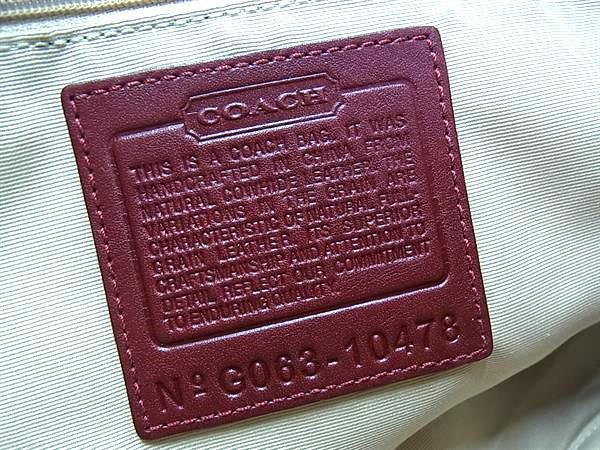 COACH
THIS IS A COACH BAG. IT WAS
HANDCRAFTED IN CHINA FROM
NATURAL COWHIDE LEATHER. THE
VARIATIONS IN THE GRAIN ARE
CHARACTERISTIC OF NATURAL FULL
GRAIN LEATHER. ITS SUPERIOR
CRAFTSMANSHIP AND ATTENTION TO
DETAIL REFLECT OUR COMMITMENT
TO ENDURING QUALITY.
Nº G063-10478